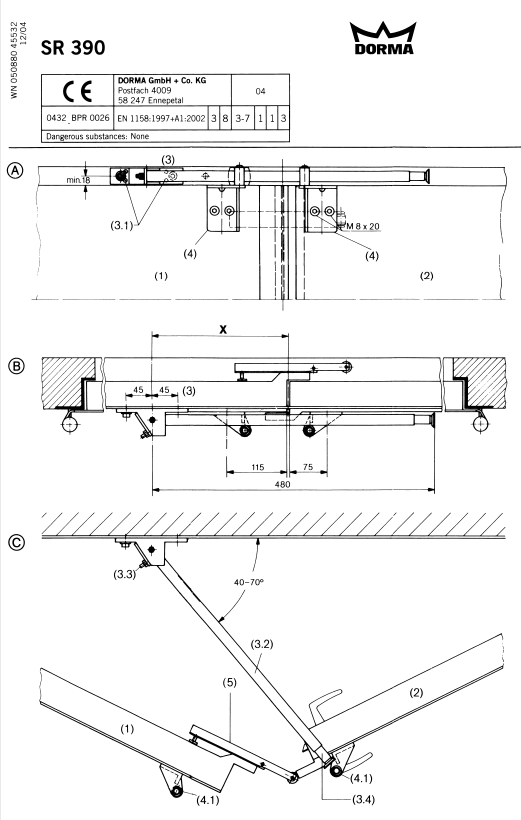 WN 050880 45532
12/04
SR 390
DORMA
CE
DORMA GmbH + Co. KG
Postfach 4009
58 247 Ennepetal
04
0432_BPR 0026 EN 1158:1997+A1:2002 3 8 3-7 1 1 3
Dangerous substances: None
A
(3)
min.18
(3.1)
(4)
M 8 x 20
(4)
(1)
(2)
B
X
45 45 (3)
115 75
480
C
(3.3)
40-70°
(3.2)
(5)
(2)
(1)
(4.1)
(4.1)
(3.4)